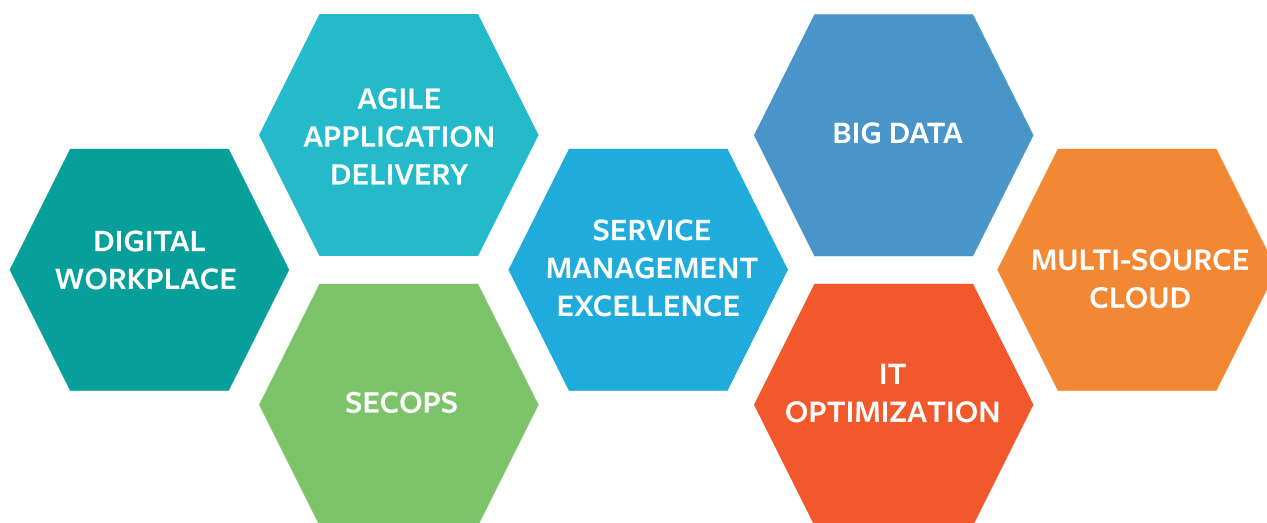 DIGITAL
WORKPLACE
AGILE
APPLICATION
DELIVERY
SECOPS
SERVICE
MANAGEMENT
EXCELLENCE
BIG DATA
IT
OPTIMIZATION
MULTI-SOURCE
CLOUD